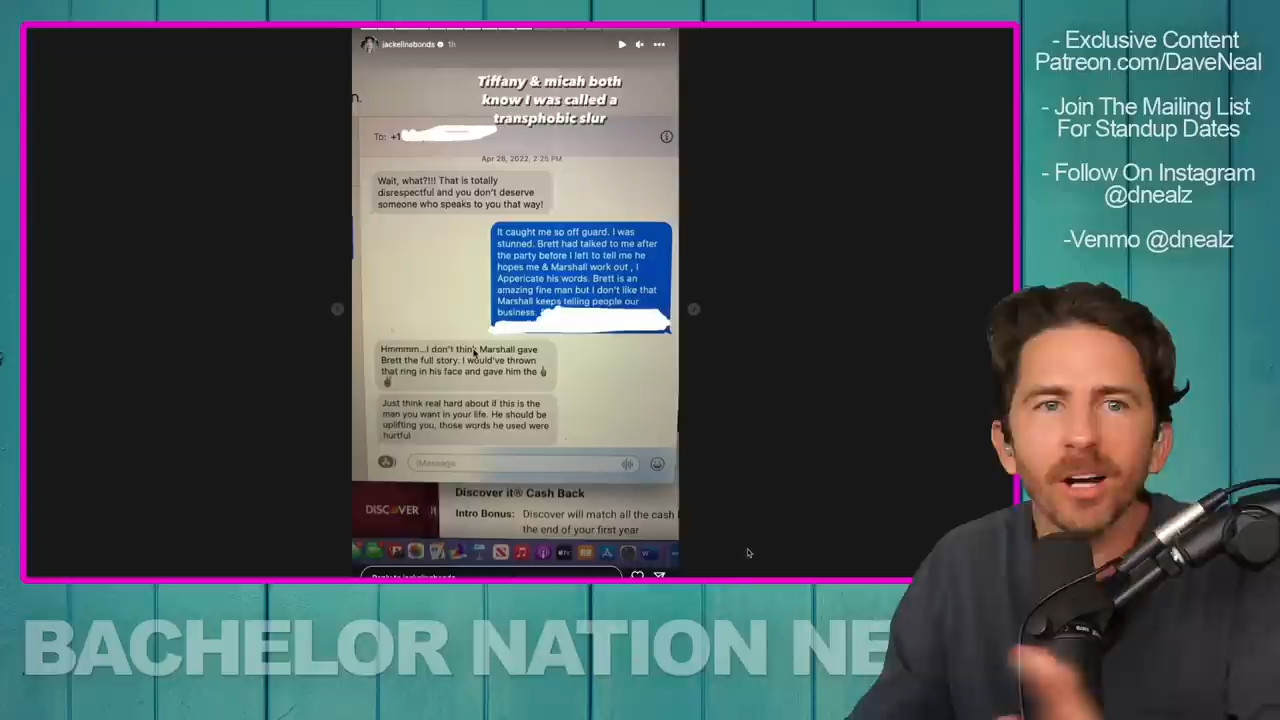 jackelinabonds 1h
Tiffany & micah both
know I was called a
transphobic slur
n.
To: +1
Apr 28, 2022, 2:25 PM
Wait, what?!!! That is totally
disrespectful and you don't deserve
someone who speaks to you that way!
It caught me so off guard. I was
stunned. Brett had talked to me after
the party before I left to tell me he
hopes me & Marshall work out , I
Appericate his words. Brett is an
amazing fine man but I don't like that
Marshall keeps telling people our
business.
Hmmmm...I don't think Marshall gave
Brett the full story. I would've thrown
that ring in his face and gave him the
Just think real hard about if this is the
man you want in your life. He should be
uplifting you, those words he used were
hurtful
iMessage
DISCOVER
Discover it® Cash Back
Intro Bonus: Discover will match all the cash
the end of your first year
Reply to jackelinabonds
- Exclusive Content
Patreon.com/DaveNeal
- Join The Mailing List
For Standup Dates
- Follow On Instagram
@dnealz
-Venmo @dnealz
BACHELOR NATION NE